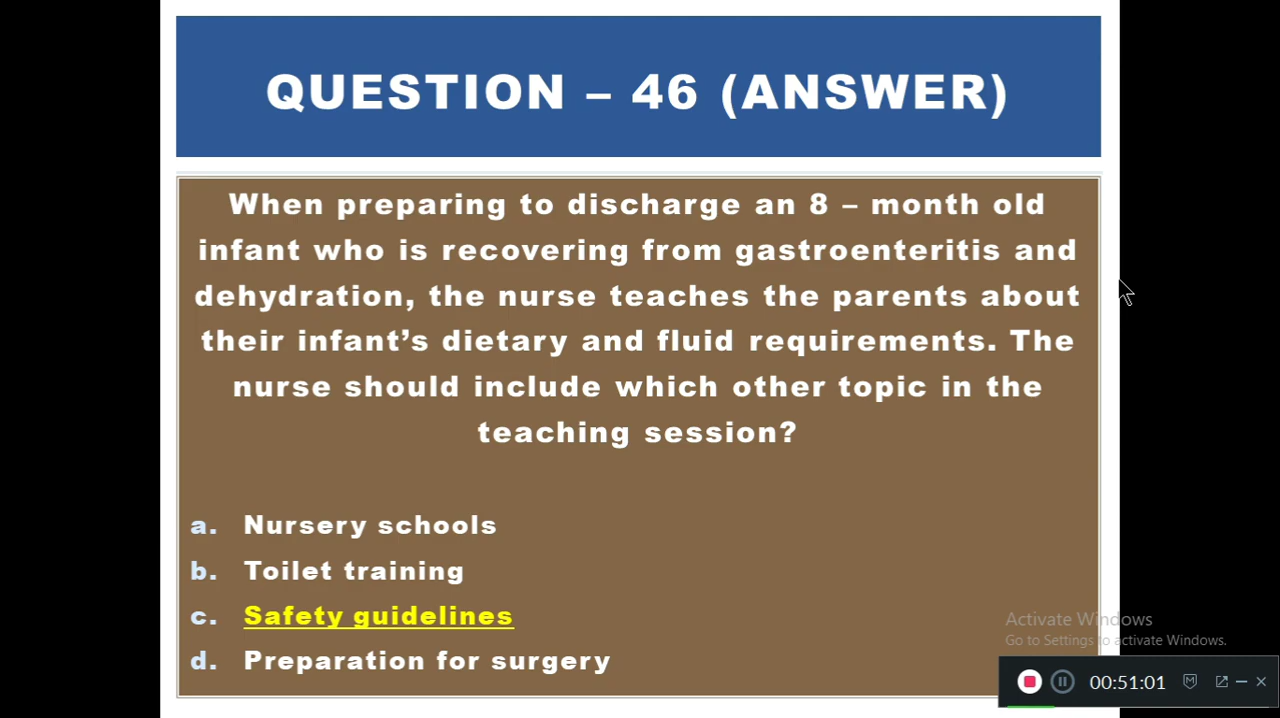 QUESTION – 46 (ANSWER)
When preparing to discharge an 8 – month old
infant who is recovering from gastroenteritis and
dehydration, the nurse teaches the parents about
their infant’s dietary and fluid requirements. The
nurse should include which other topic in the
teaching session?
a. Nursery schools
b. Toilet training
c. Safety guidelines
d. Preparation for surgery
Activate Windows
Go to Settings to activate Windows.
00:51:01